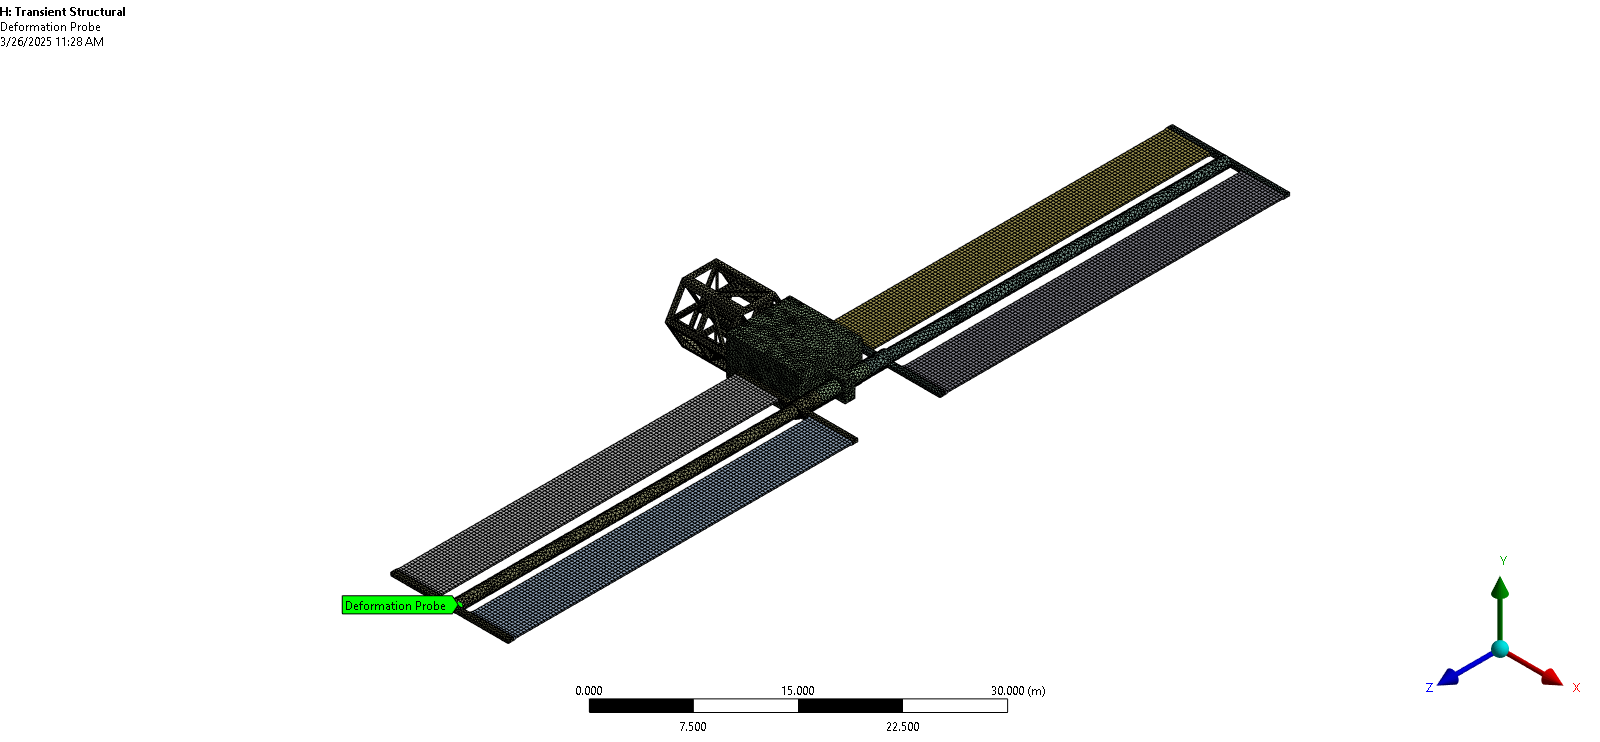 H: Transient Structural
Deformation Probe
3/26/2025 11:28 AM
Deformation Probe
Y
Z
X
0.000 15.000 30.000 (m)
7.500 22.500